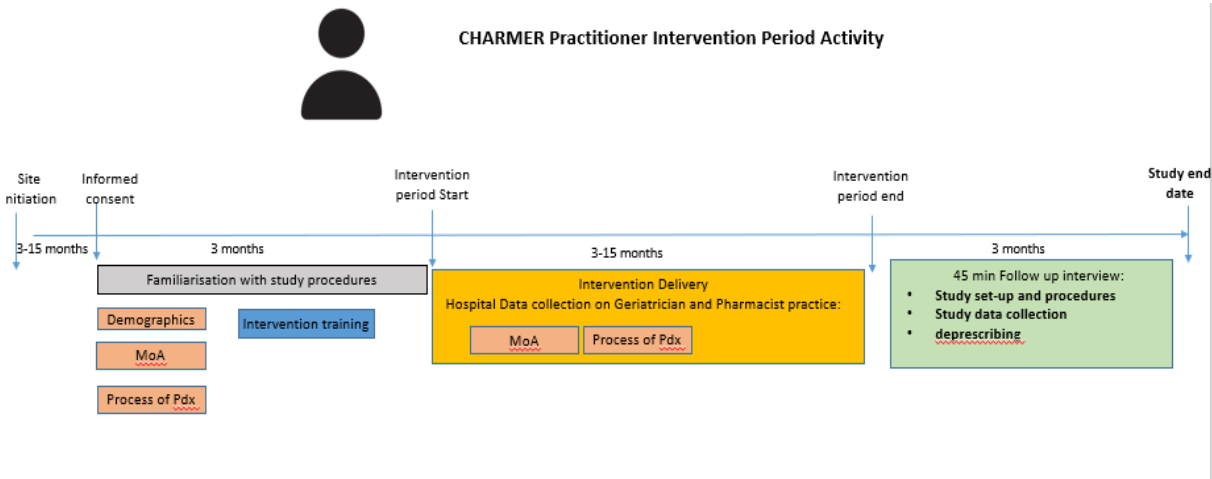 CHARMER Practitioner Intervention Period Activity
Site
nitiation
Informed
consent
Intervention
period Start
Intervention
period end
Study end
date
3-15 months
3 months
3-15 months
3 months
Familiarisation with study procedures
Demographics
MoA
Process of Pdx
Intervention training
Intervention Delivery
Hospital Data collection on Geriatrician and Pharmacist practice:
MoA
Process of Pdx
45 min Follow up interview:
• Study set-up and procedures
• Study data collection
• deprescribing